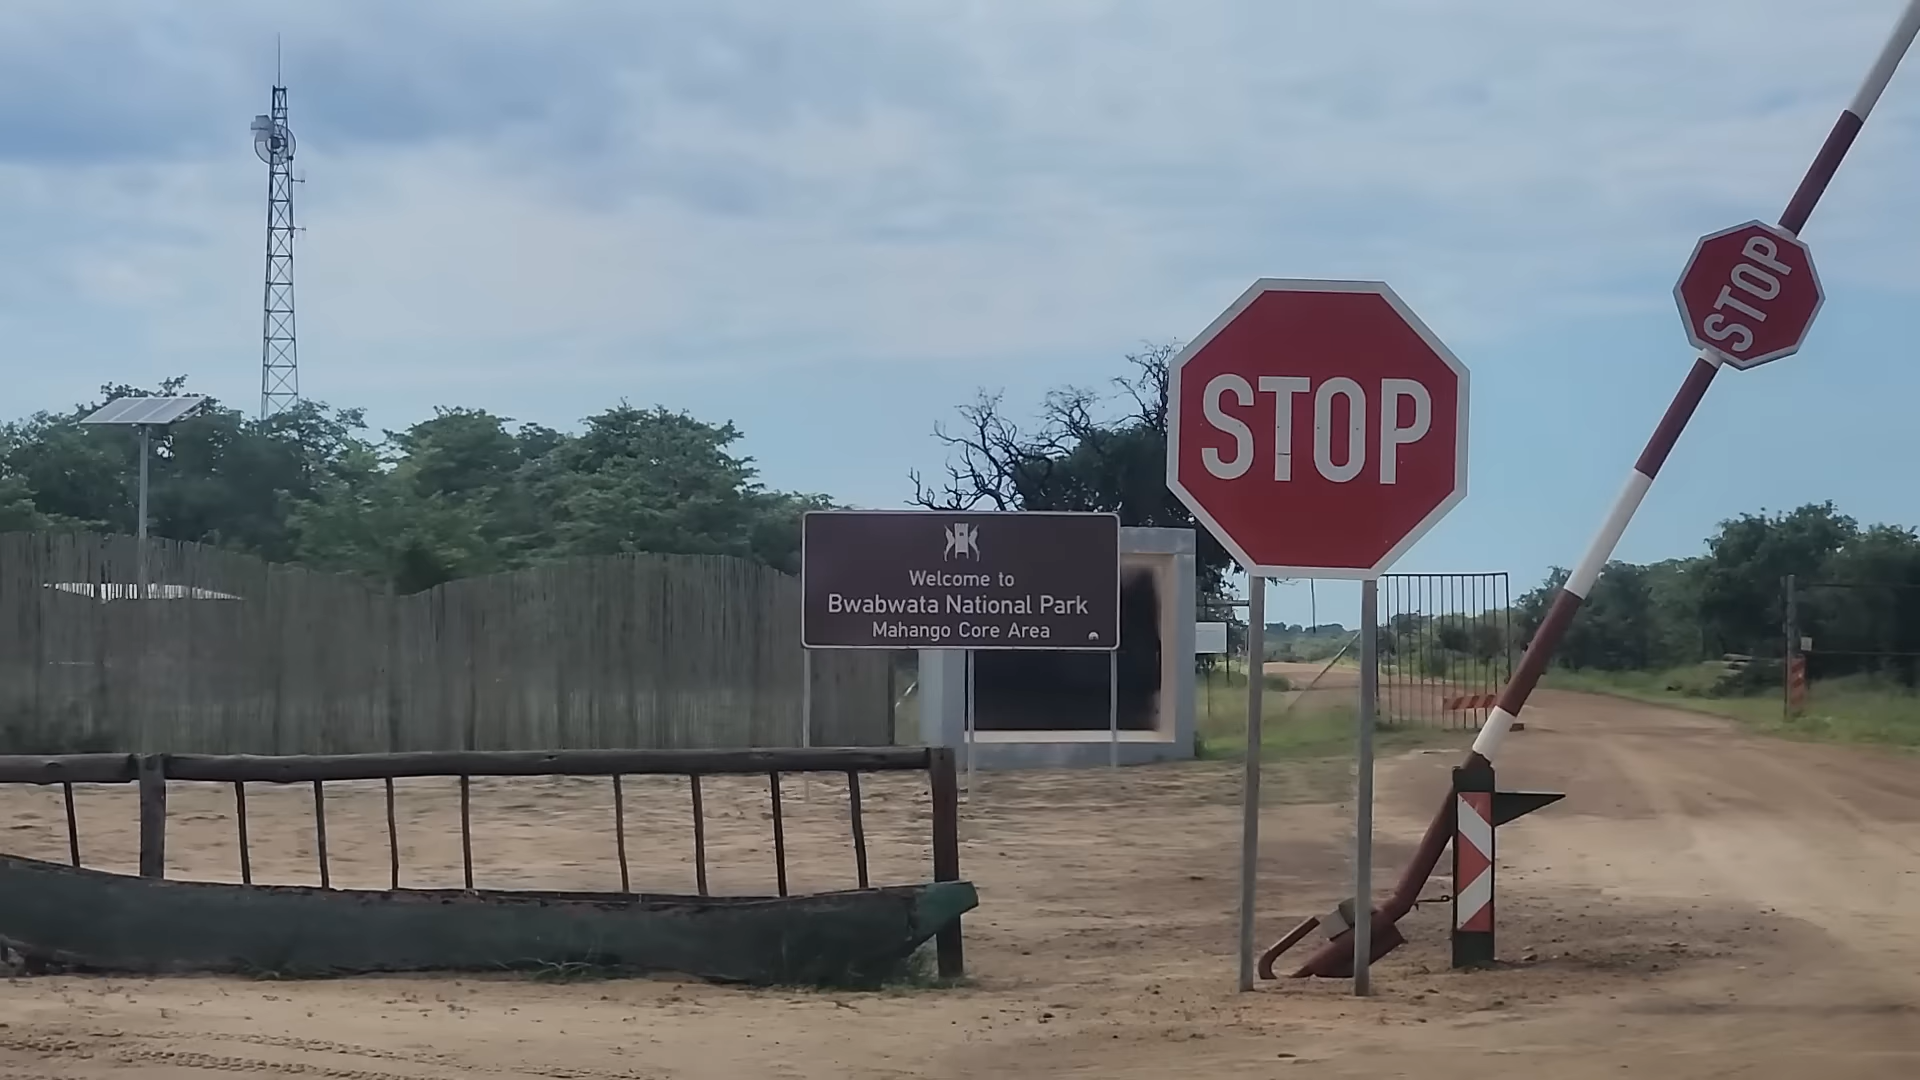 Welcome to
Bwabwata National Park
Mahango Core Area
STOP
STOP